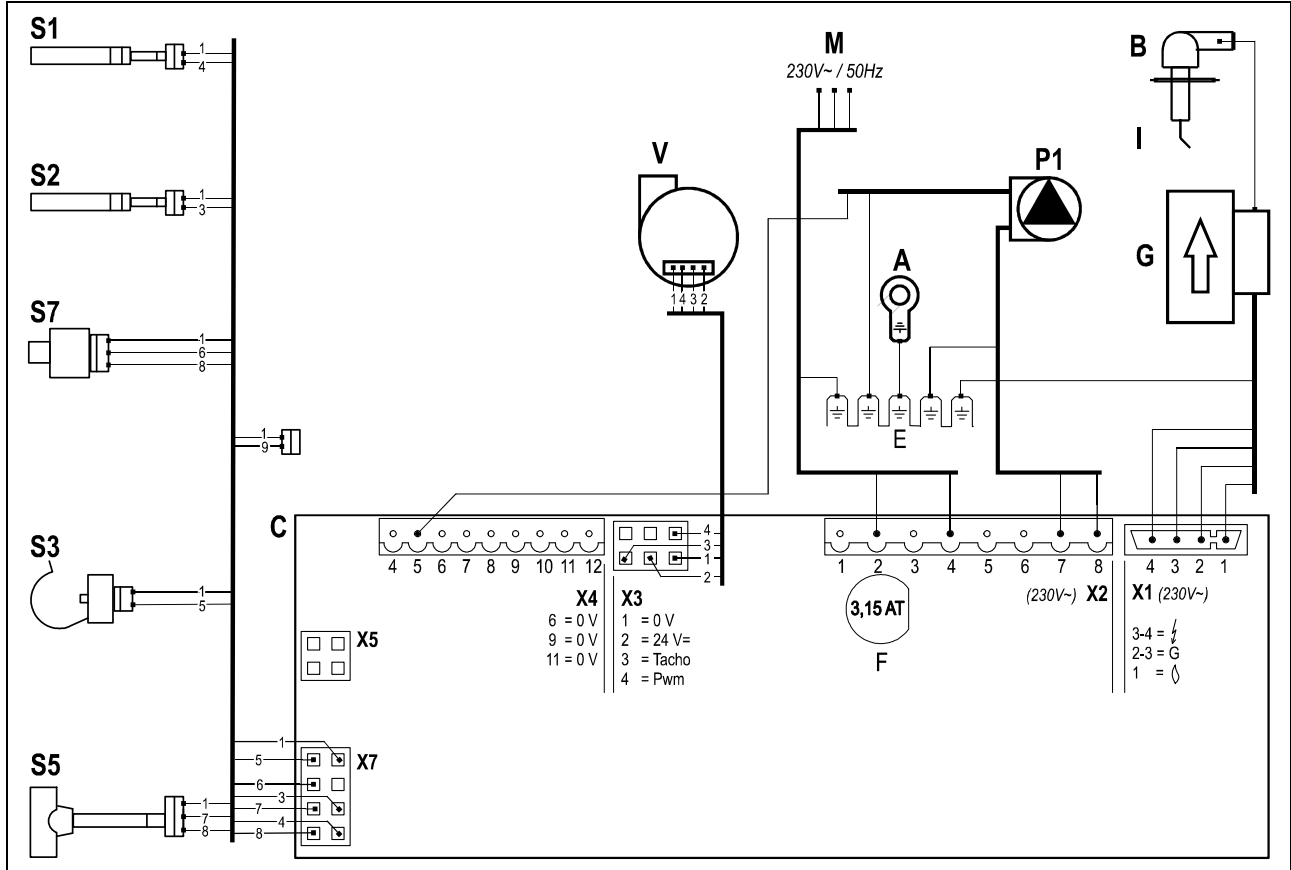 S1
1
4
S2
1
3
S7
1
6
8
1
9
S3
1
5
S5
1
7
8
V
1 4 3 2
M
230V~ / 50Hz
P1
A
E
B
I
G
C
4 5 6 7 8 9 10 11 12
X4
6 = 0 V
9 = 0 V
11 = 0 V
4
3
1
2
X3
1 = 0 V
2 = 24 V=
3 = Tacho
4 = Pwm
1 2 3 4 5 6 7 8
(230V~) X2
3,15 AT
F
4 3 2 1
X1 (230V~)
3-4 =
2-3 = G
1 =
X5
X7
1
5
6
3
7
4
8